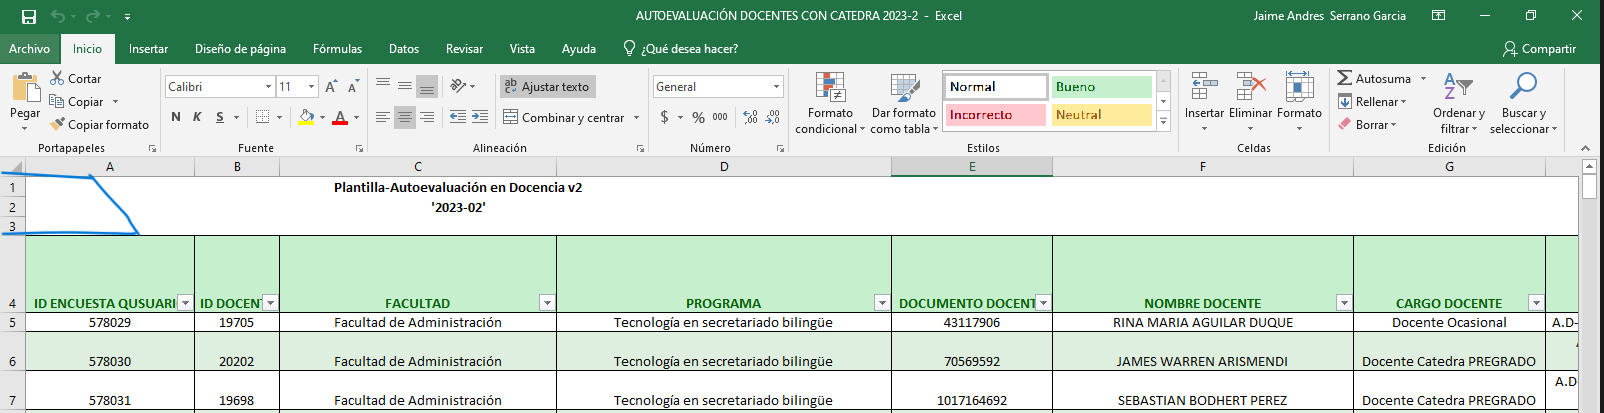 AUTOEVALUACIÓN DOCENTES CON CATEDRA 2023-2 - Excel
Jaime Andres Serrano Garcia
Archivo Inicio Insertar Diseño de página Fórmulas Datos Revisar Vista Ayuda ¿Qué desea hacer? Compartir
Pegar
Cortar
Copiar
Copiar formato
Portapapeles
Calibri 11 A A
N K S A
Fuente
Ajustar texto
Combinar y centrar
Alineación
General
$ % 000
Número
Formato condicional
Dar formato como tabla
Normal Bueno
Incorrecto Neutral
Estilos
Insertar Eliminar Formato
Celdas
Autosuma
Rellenar
Borrar
Ordenar y filtrar
Buscar y seleccionar
Edición
A B C D E F G
1 Plantilla-Autoevaluación en Docencia v2
2 '2023-02'
3
4 ID ENCUESTA QUSUARI ID DOCENT FACULTAD PROGRAMA DOCUMENTO DOCENT NOMBRE DOCENTE CARGO DOCENTE
5 578029 19705 Facultad de Administración Tecnología en secretariado bilingüe 43117906 RINA MARIA AGUILAR DUQUE Docente Ocasional A.D-
6 578030 20202 Facultad de Administración Tecnología en secretariado bilingüe 70569592 JAMES WARREN ARISMENDI Docente Catedra PREGRADO
7 578031 19698 Facultad de Administración Tecnología en secretariado bilingüe 1017164692 SEBASTIAN BODHERT PEREZ Docente Catedra PREGRADO A.D-